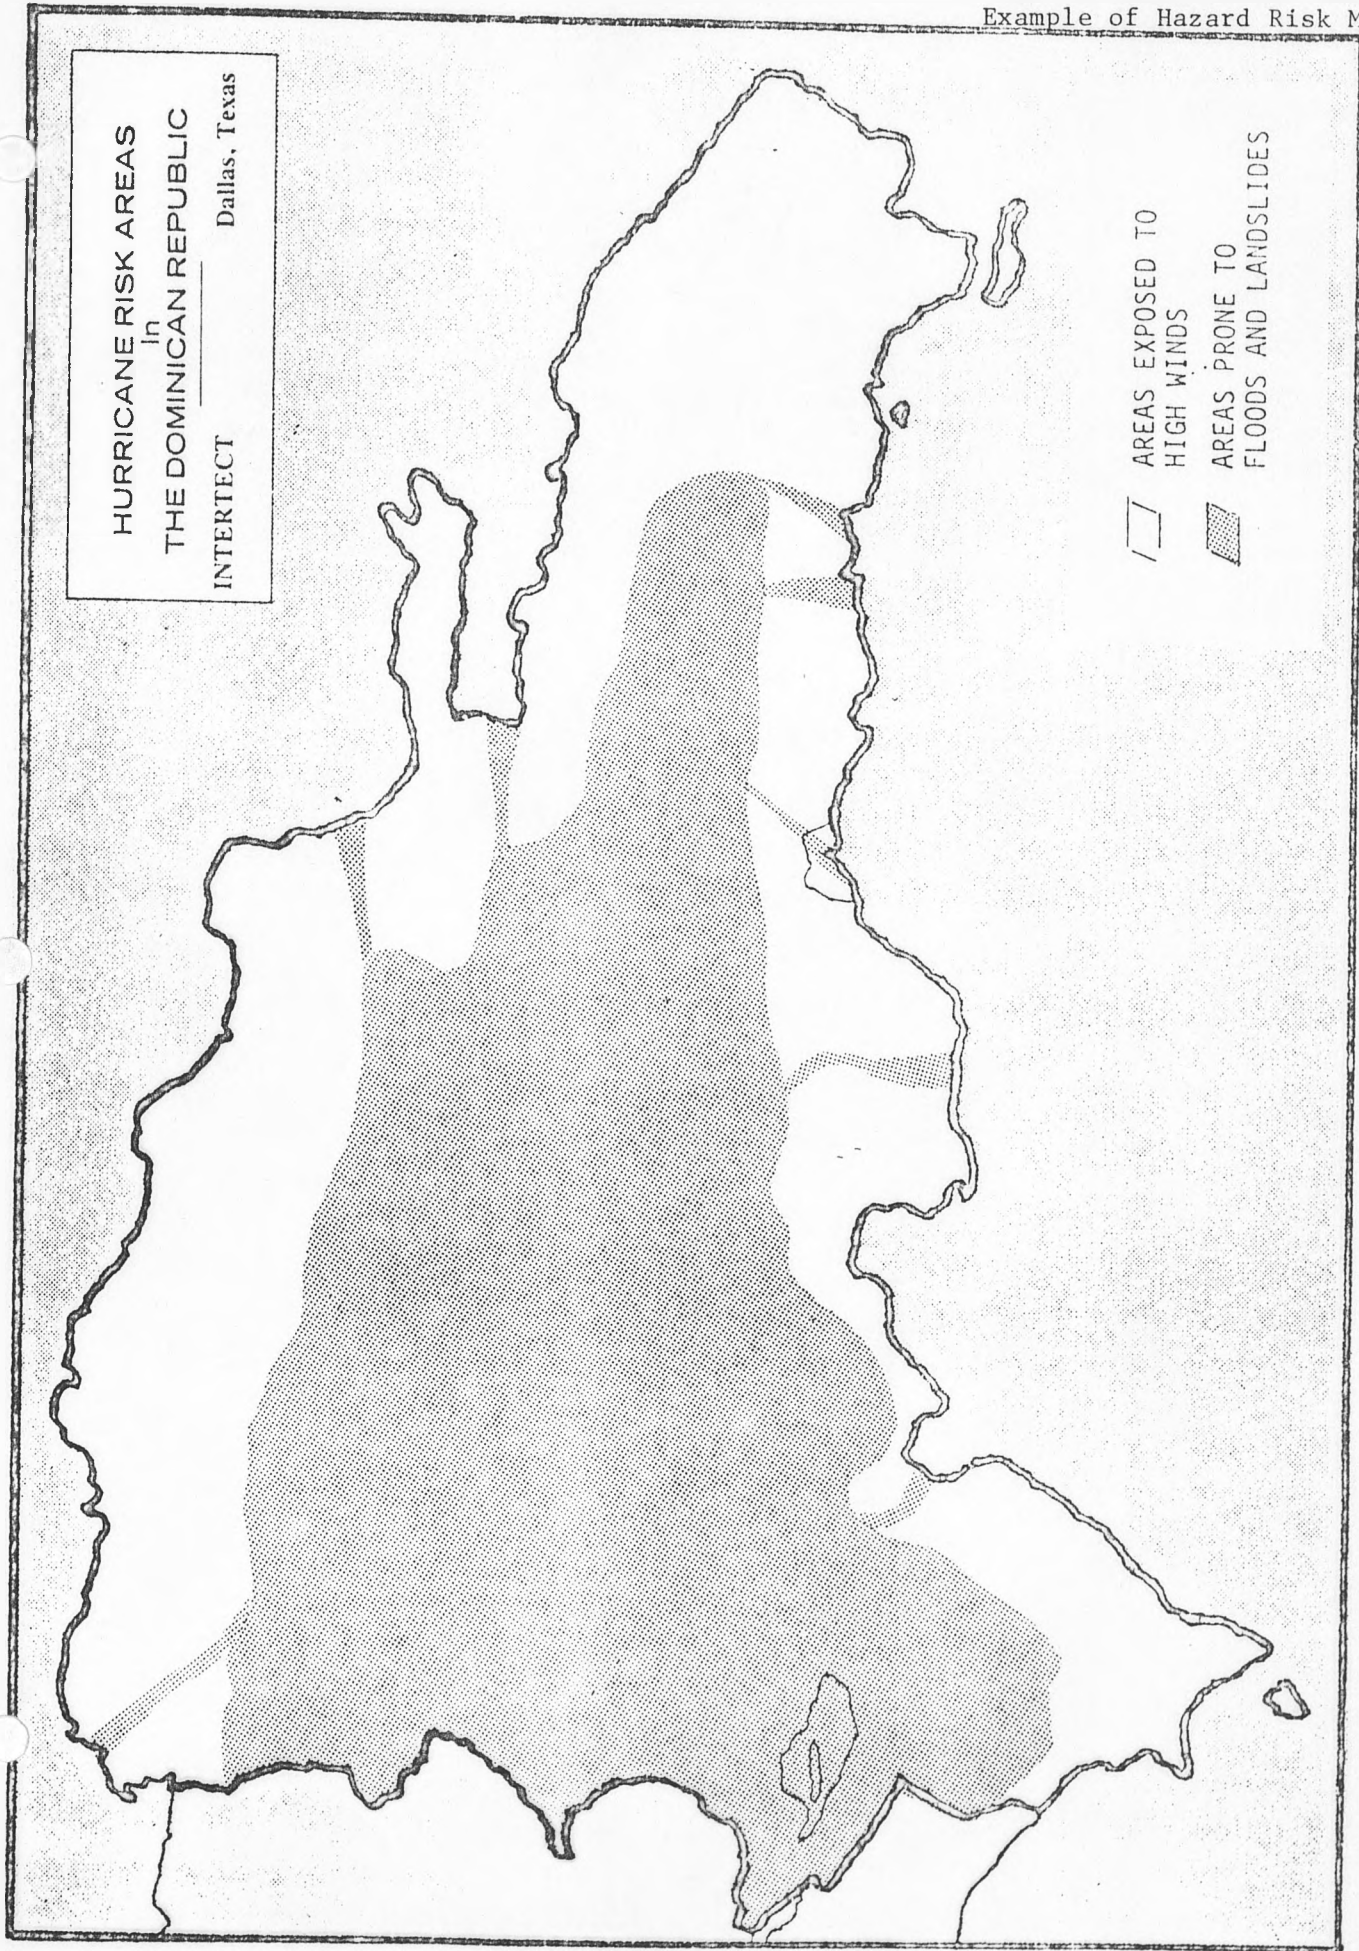 Example of Hazard Risk M
HURRICANE RISK AREAS
In
THE DOMINICAN REPUBLIC
INTERTECT Dallas, Texas
AREAS EXPOSED TO
HIGH WINDS
AREAS PRONE TO
FLOODS AND LANDSLIDES